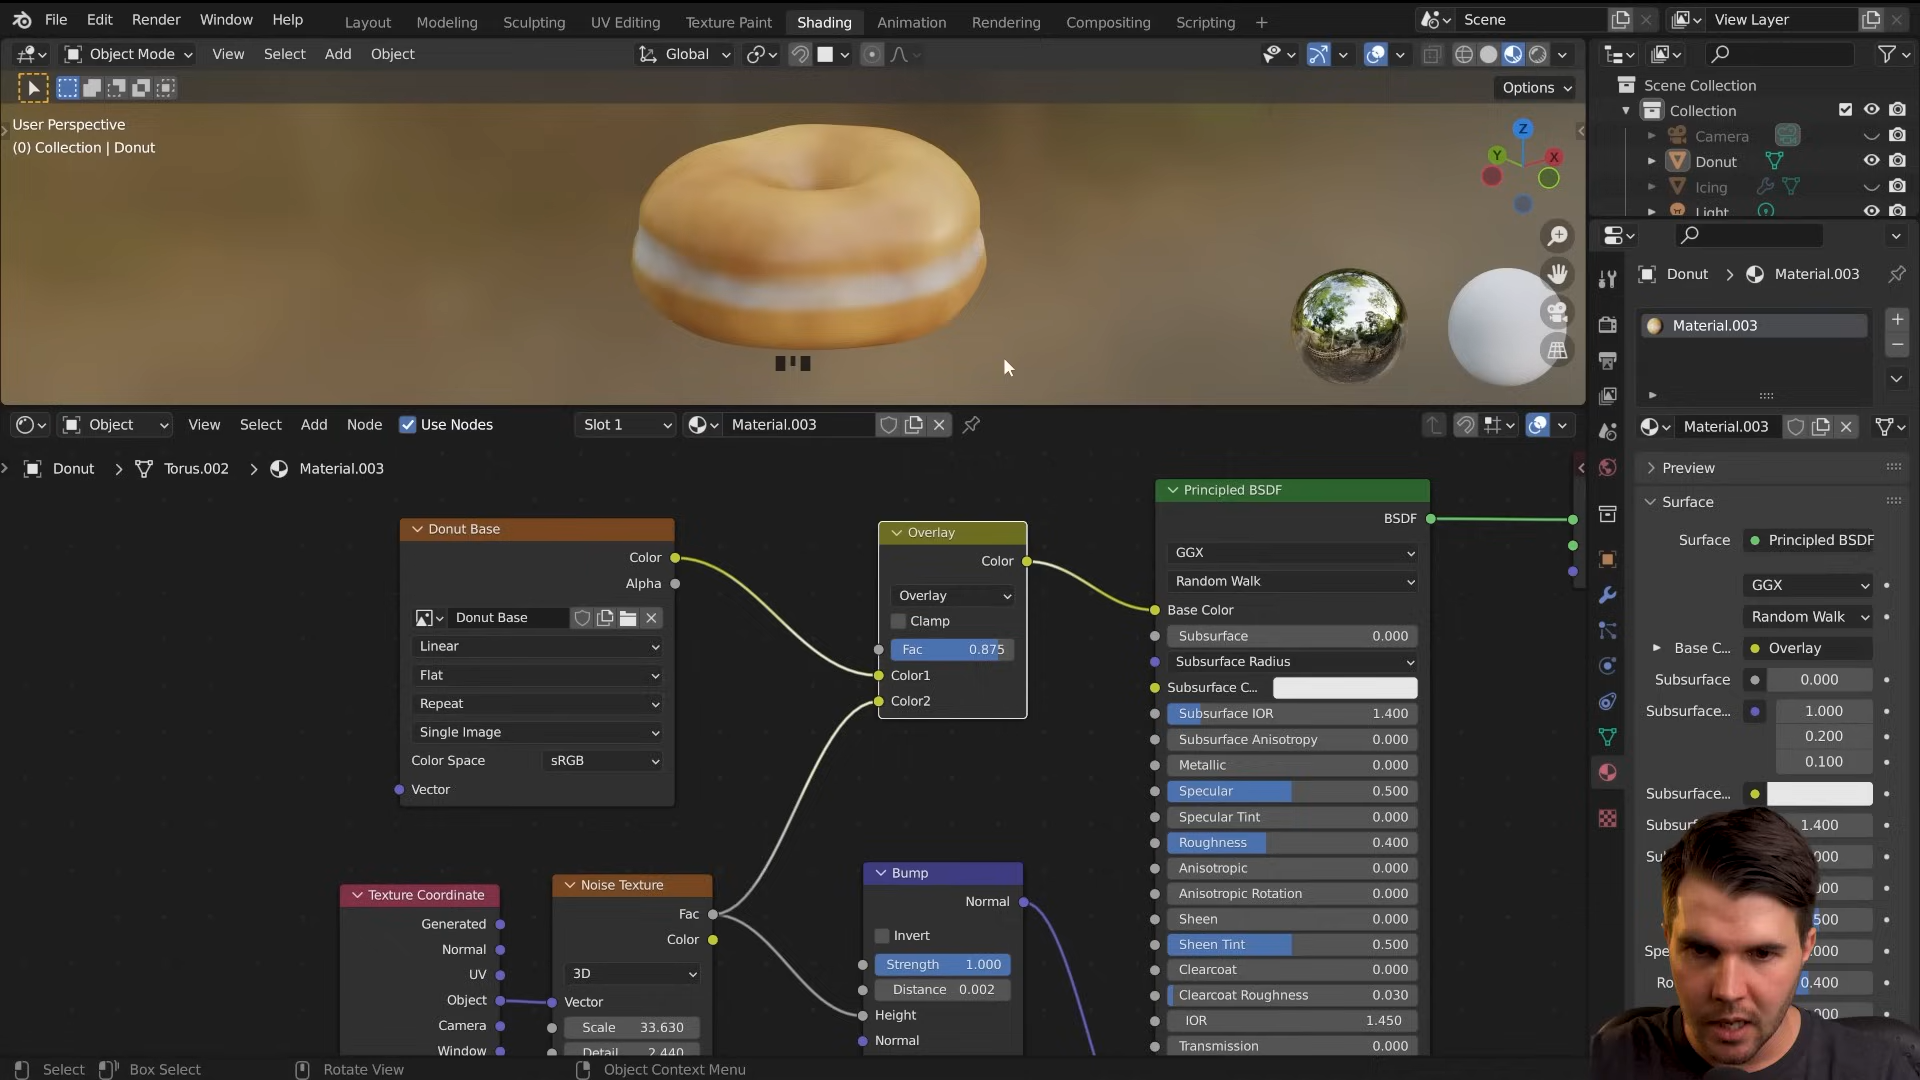 File Edit Render Window Help Layout Modeling Sculpting UV Editing Texture Paint Shading Animation Rendering Compositing Scripting + Scene View Layer
Object Mode View Select Add Object Global
Options
User Perspective
(0) Collection | Donut
Z
Y
X
Scene Collection
Collection
Camera
Donut
Icing
Light
Donut > Material.003
Material.003
Object View Select Add Node Use Nodes Slot 1 Material.003
Material.003
Donut > Torus.002 > Material.003
Preview
Surface
Surface Principled BSDF
GGX
Random Walk
Base C... Overlay
Subsurface 0.000
Subsurface... 1.000
0.200
0.100
Subsurface...
1.400
0.400
Donut Base
Color
Alpha
Donut Base
Linear
Flat
Repeat
Single Image
Color Space sRGB
Vector
Overlay
Color
Overlay
Clamp
Fac 0.875
Color1
Color2
Principled BSDF
BSDF
GGX
Random Walk
Base Color
Subsurface 0.000
Subsurface Radius
Subsurface C...
Subsurface IOR 1.400
Subsurface Anisotropy 0.000
Metallic 0.000
Specular 0.500
Specular Tint 0.000
Roughness 0.400
Anisotropic 0.000
Anisotropic Rotation 0.000
Sheen 0.000
Sheen Tint 0.500
Clearcoat 0.000
Clearcoat Roughness 0.030
IOR 1.450
Transmission 0.000
Texture Coordinate
Generated
Normal
UV
Object
Camera
Window
Noise Texture
Fac
Color
3D
Vector
Scale 33.630
Detail 2.440
Bump
Normal
Invert
Strength 1.000
Distance 0.002
Height
Normal
Select Box Select Rotate View Object Context Menu